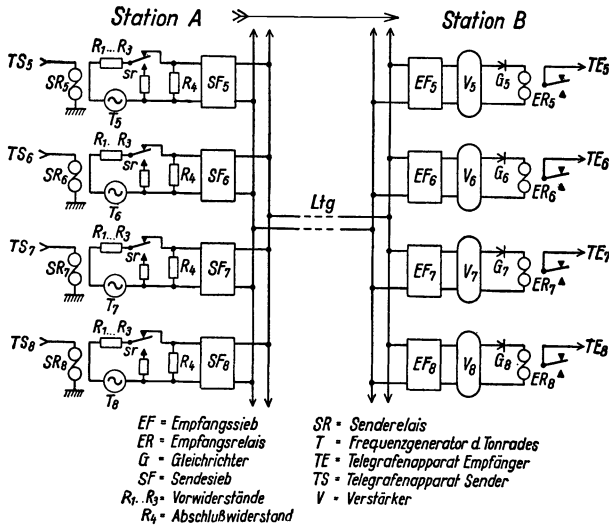 Station A Station B
R₁...R₃
TS₅ SR₅ sr R₄ SF₅ T₅ EF₅ V₅ G₅ ER₅ TE₅
R₁...R₃
TS₆ SR₆ sr R₄ SF₆ T₆ EF₆ V₆ G₆ ER₆ TE₆
Ltg
R₁...R₃
TS₇ SR₇ sr R₄ SF₇ T₇ EF₇ V₇ G₇ ER₇ TE₇
R₁...R₃
TS₈ SR₈ sr R₄ SF₈ T₈ EF₈ V₈ G₈ ER₈ TE₈
EF = Empfangssieb
ER = Empfangsrelais
G = Gleichrichter
SF = Sendesieb
R₁...R₃ = Vorwiderstände
R₄ = Abschlußwiderstand
SR = Senderelais
T = Frequenzgenerator d. Tonrades
TE = Telegrafenapparat Empfänger
TS = Telegrafenapparat Sender
V = Verstärker